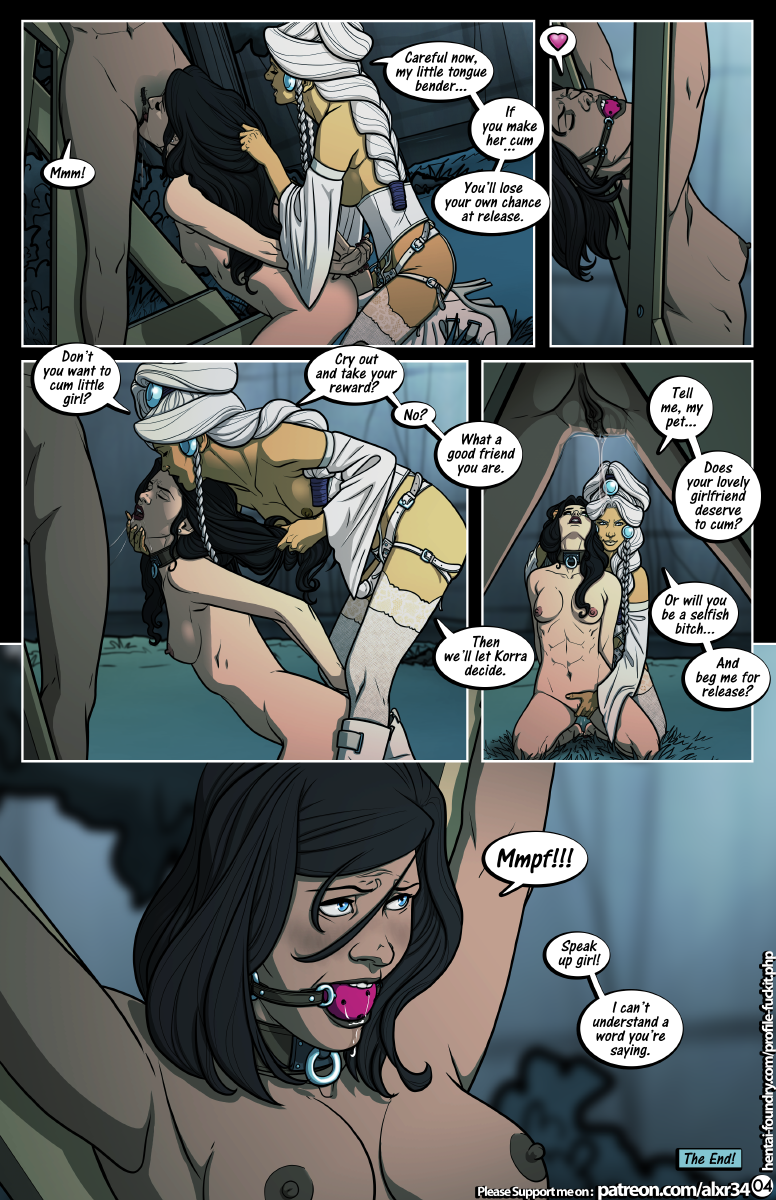 Careful now,
my little tongue
bender...
If
you make
her cum
...
You'll lose
your own chance
at release.
Mmm!
Don't
you want to
cum little
girl?
Cry out
and take your
reward?
No?
What a
good friend
you are.
Then
we'll let Korra
decide.
Tell
me, my
pet...
Does
your lovely
girlfriend
deserve
to cum?
Or will you
be a selfish
bitch...
And
beg me for
release?
Mmpf!!!
Speak
up girl!
I can't
understand a
word you're
saying.
The End!
Please Support me on : patreon.com/alxr34
04
hentai-foundry.com/profile-fuckit.php